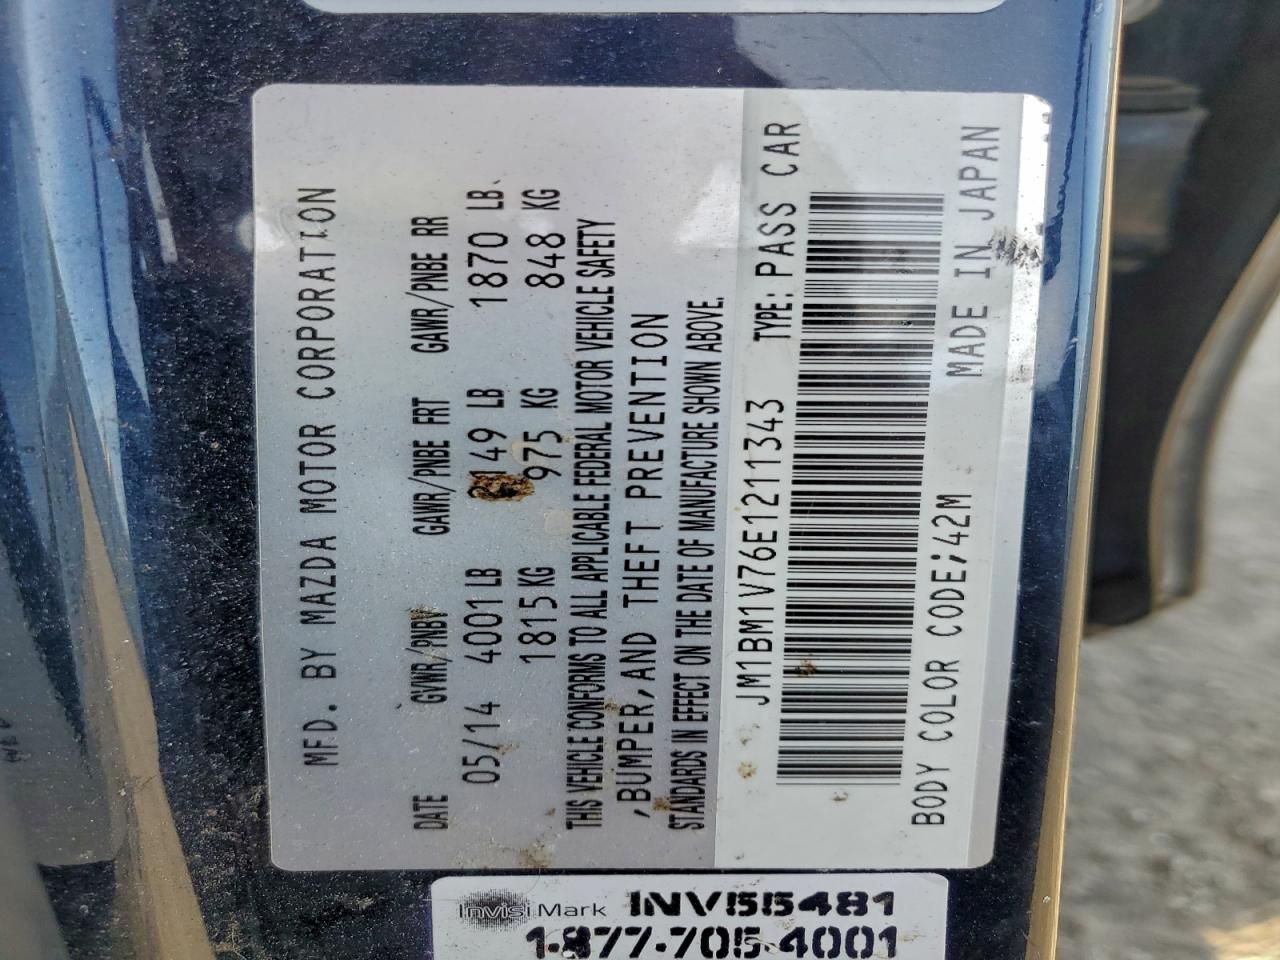 MFD. BY MAZDA MOTOR CORPORATION
DATE GVWR/PNBV GAWR/PNBE FRT GAWR/PNBE RR
05/14 4001LB 2149 LB 1870 LB
1815KG 975 KG 848 KG
THIS VEHICLE CONFORMS TO ALL APPLICABLE FEDERAL MOTOR VEHICLE SAFETY
,BUMPER,AND THEFT PREVENTION
STANDARDS IN EFFECT ON THE DATE OF MANUFACTURE SHOWN ABOVE.
JM1BM1V76E1211343 TYPE: PASS CAR
BODY COLOR CODE;42M MADE IN JAPAN
InvisiMark INV55481
1-877-705-4001